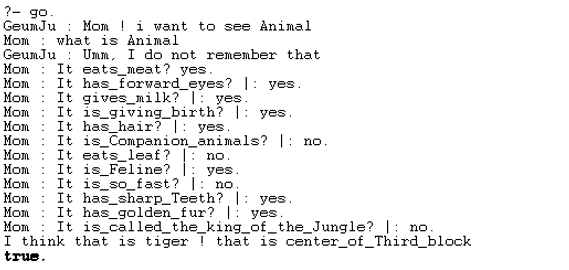 ?- go.
GeumJu : Mom ! i want to see Animal
Mom : what is Animal
GeumJu : Umm, I do not remember that
Mom : It eats_meat? yes.
Mom : It has_forward_eyes? |: yes.
Mom : It gives_milk? |: yes.
Mom : It is_giving_birth? |: yes.
Mom : It has_hair? |: yes.
Mom : It is_Companion_animals? |: no.
Mom : It eats_leaf? |: no.
Mom : It is_Feline? |: yes.
Mom : It is_so_fast? |: no.
Mom : It has_sharp_Teeth? |: yes.
Mom : It has_golden_fur? |: yes.
Mom : It is_called_the_king_of_the_Jungle? |: no.
I think that is tiger ! that is center_of_Third_block
true.